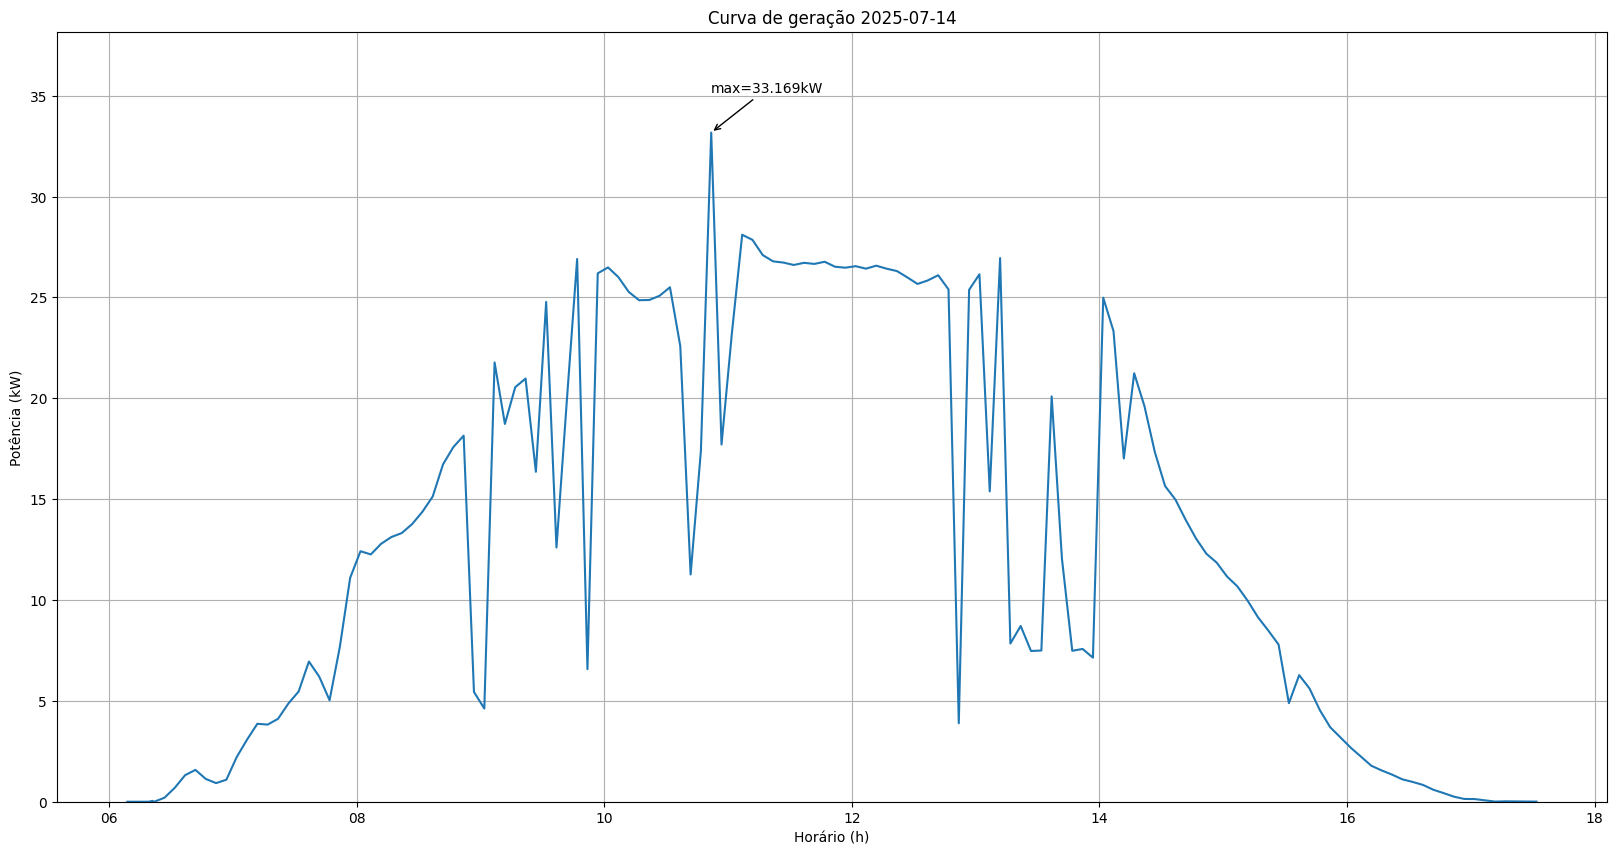 Curva de geração 2025-07-14
max=33.169kW
35
30
25
20
15
10
5
0
Potência (kW)
06 08 10 12 14 16 18
Horário (h)